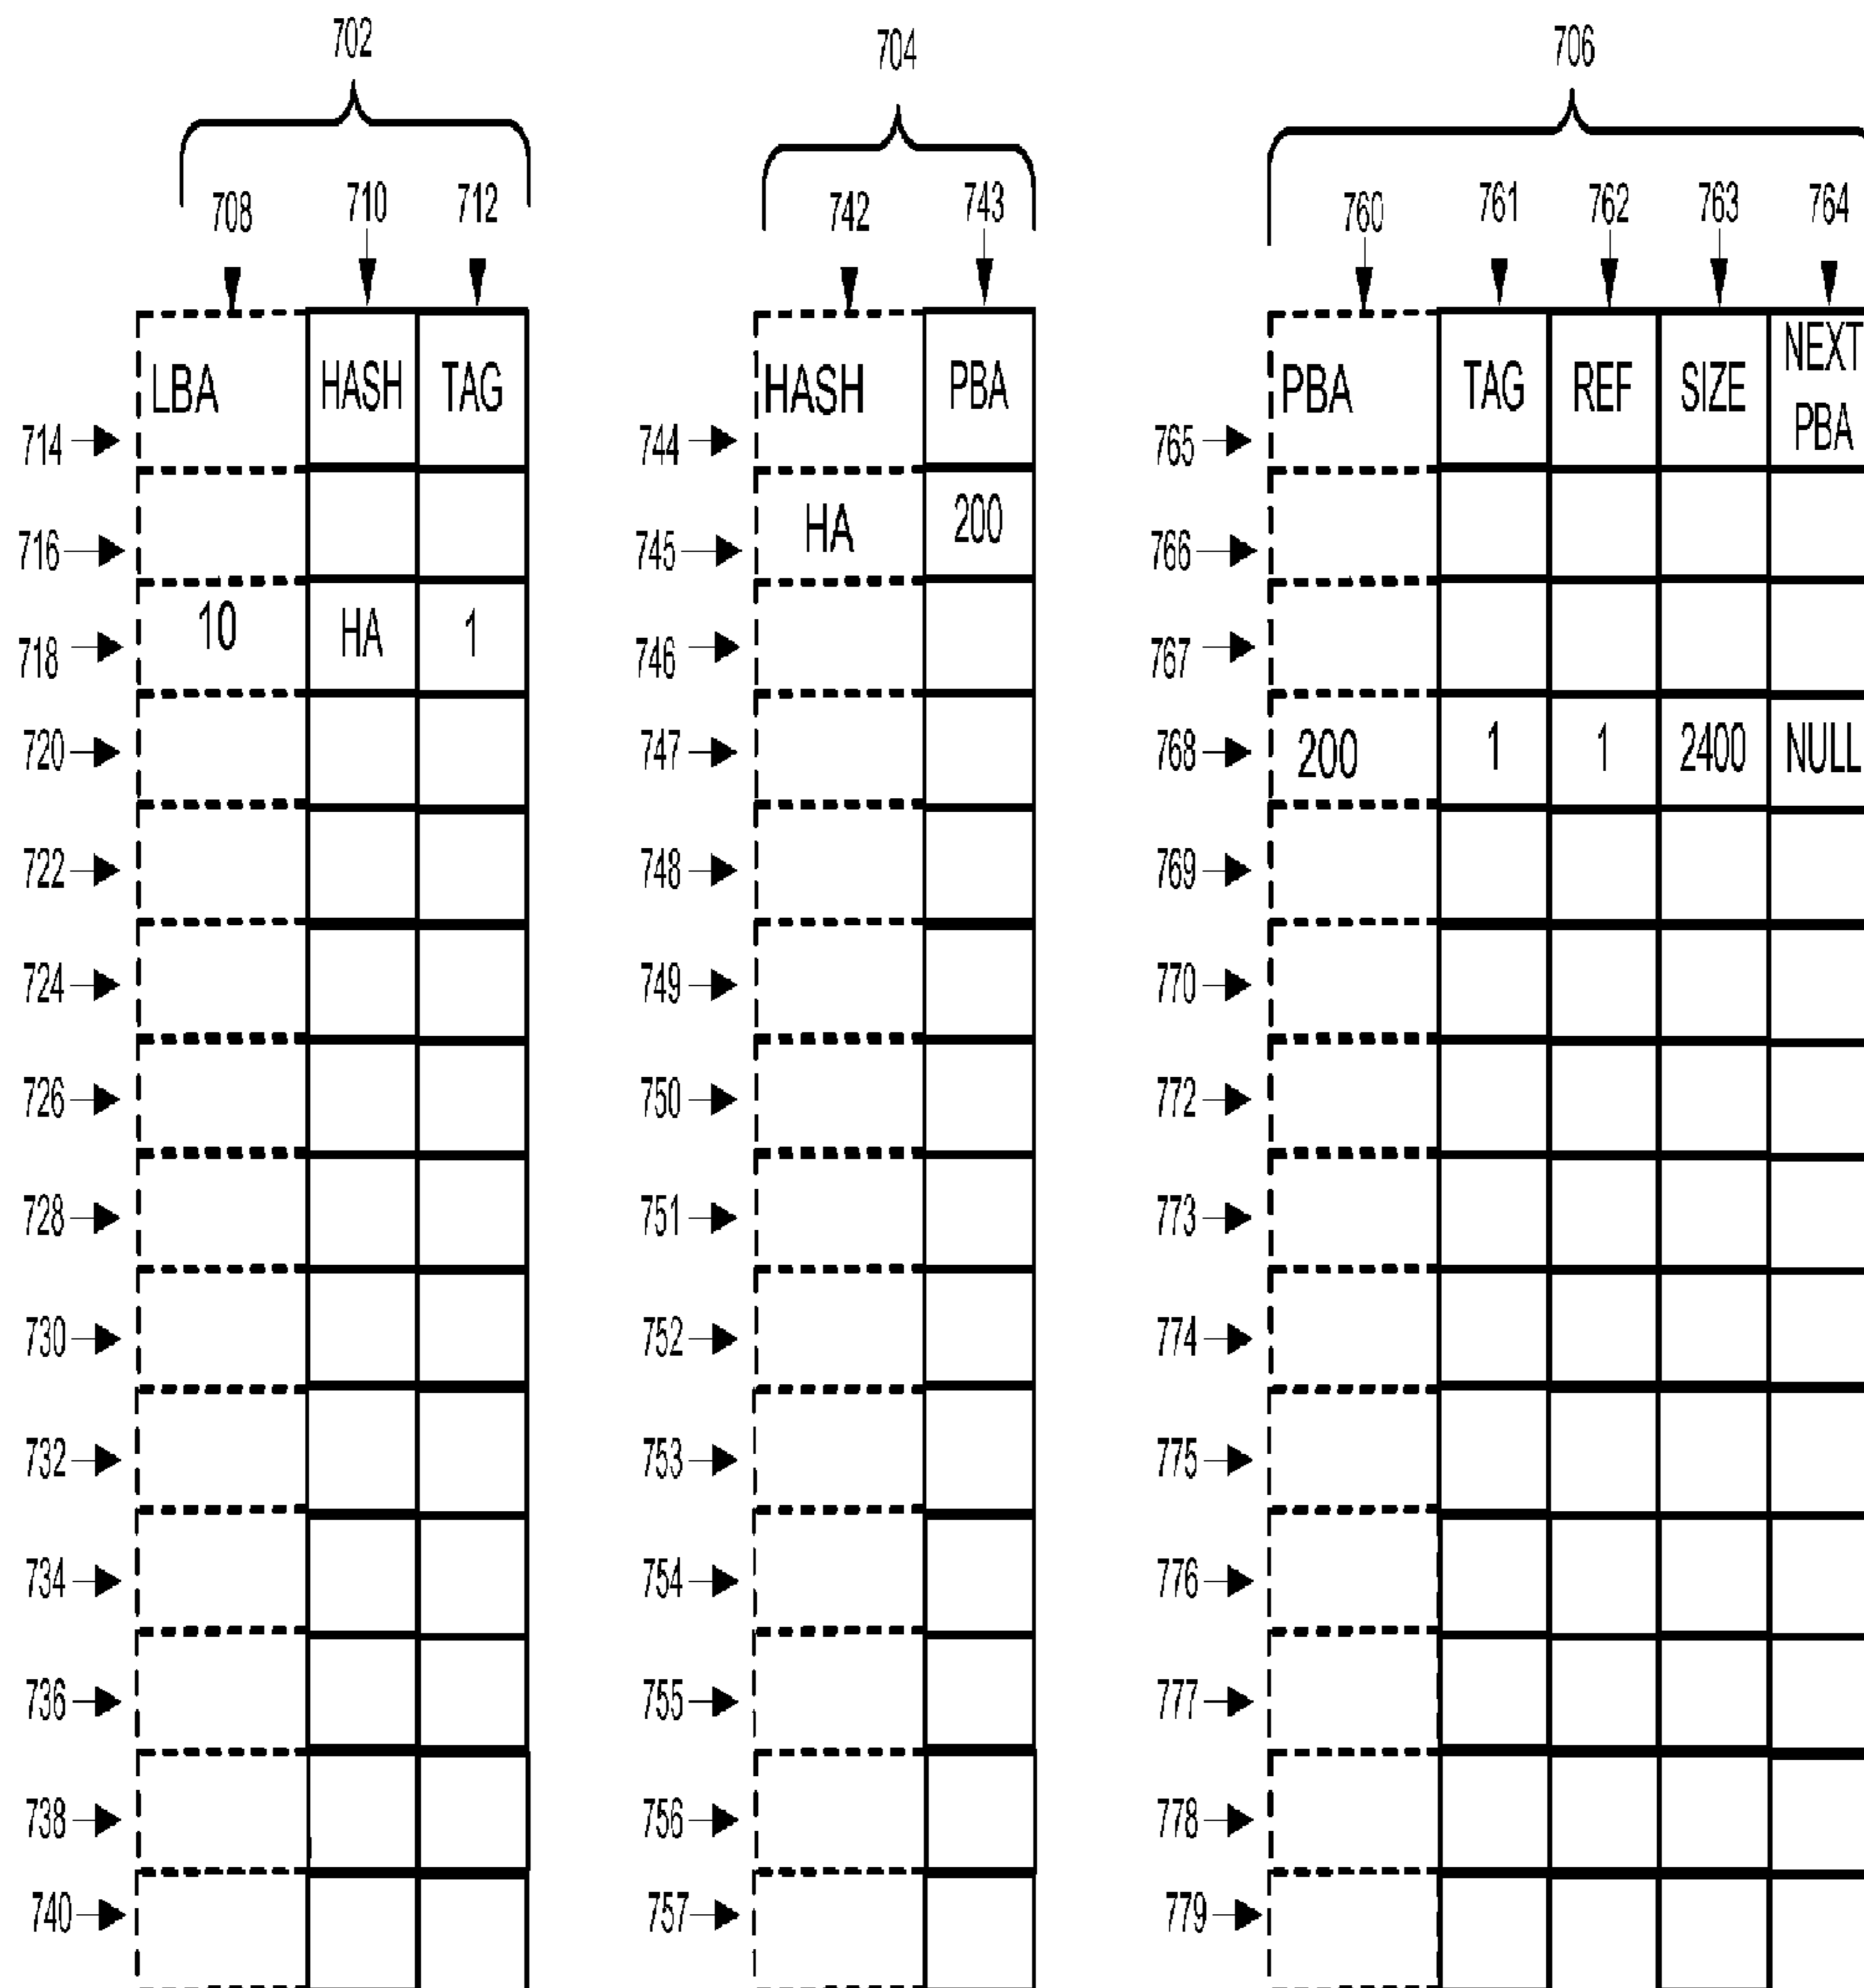 702 704 706
708 710 712 742 743 760 761 762 763 764
LBA HASH TAG HASH PBA PBA TAG REF SIZE NEXT PBA
714 744 765
716 745 HA 200 766
718 10 HA 1 746 767
720 747 768 200 1 1 2400 NULL
722 748 769
724 749 770
726 750 772
728 751 773
730 752 774
732 753 775
734 754 776
736 755 777
738 756 778
740 757 779